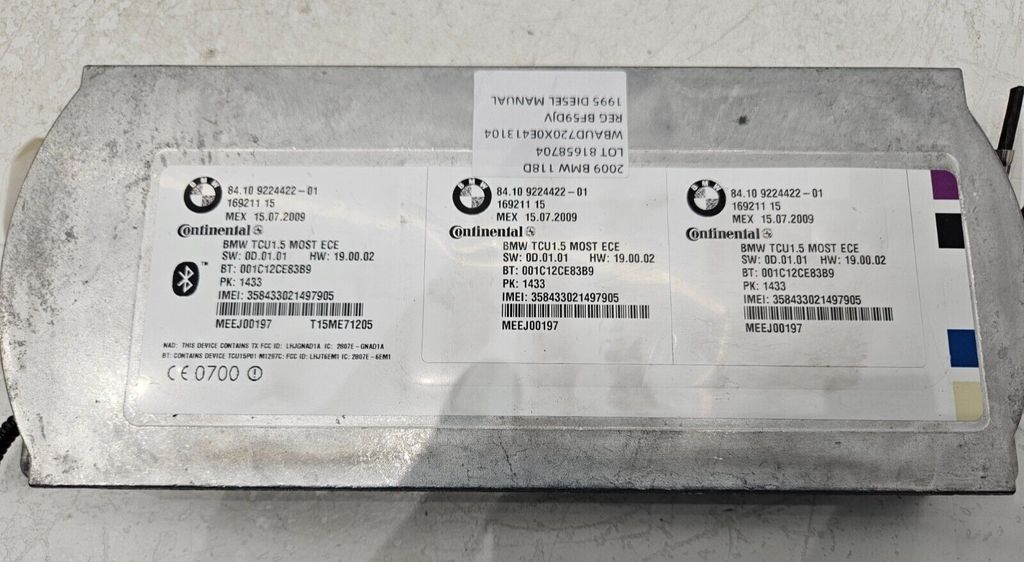 2009 BMW 118D
LOT 81658704
WBAUD720X0E413104
REG BF59DJV
1995 DIESEL MANUAL
BMW
84.10 9224422-01
169211 15
MEX 15.07.2009
Continental
BMW TCU1.5 MOST ECE
SW: 0D.01.01 HW: 19.00.02
BT: 001C12CE83B9
PK: 1433
IMEI: 358433021497905
MEEJ00197 T15ME71205
NAD: THIS DEVICE CONTAINS TX FCC ID: LHJGNAD1A IC: 2807E-GNAD1A
BT: CONTAINS DEVICE TCU15P01 M1297C: FCC ID: LHJT6EM1 IC: 2807E-6EM1
CE 0700
BMW
84.10 9224422-01
169211 15
MEX 15.07.2009
Continental
BMW TCU1.5 MOST ECE
SW: 0D.01.01 HW: 19.00.02
BT: 001C12CE83B9
PK: 1433
IMEI: 358433021497905
MEEJ00197
BMW
84.10 9224422-01
169211 15
MEX 15.07.2009
Continental
BMW TCU1.5 MOST ECE
SW: 0D.01.01 HW: 19.00.02
BT: 001C12CE83B9
PK: 1433
IMEI: 358433021497905
MEEJ00197